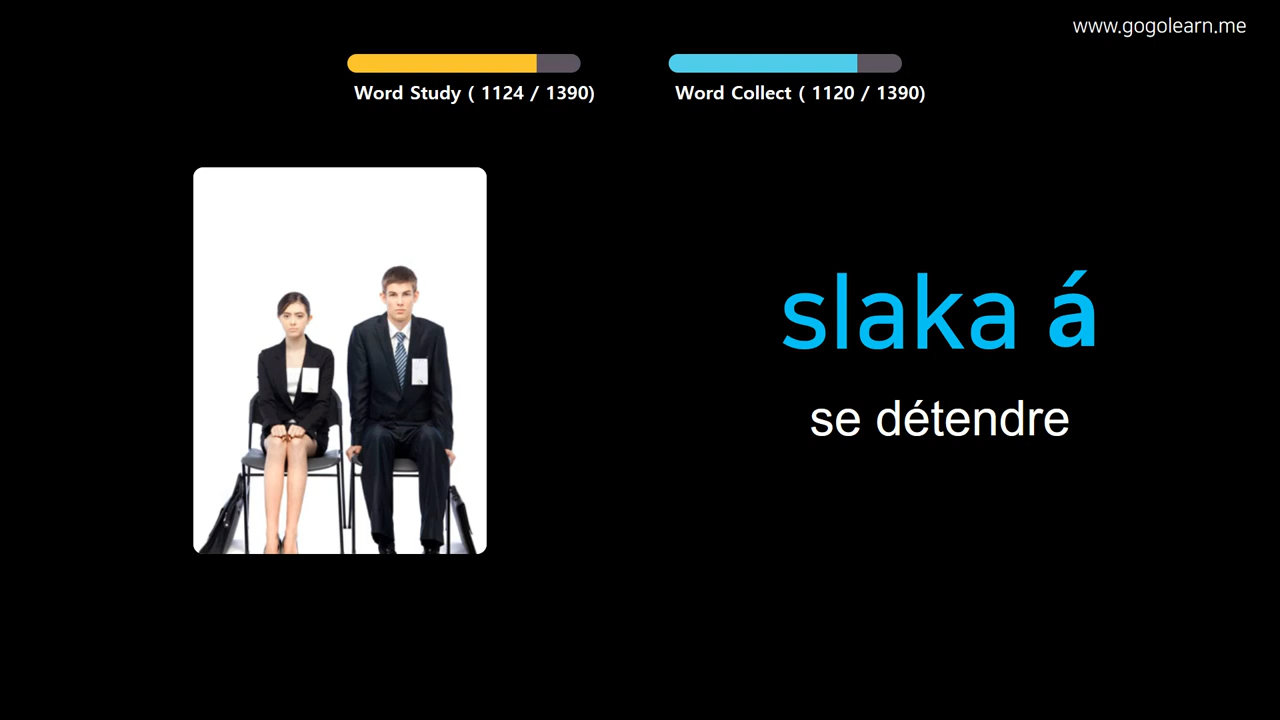 www.gogolearn.me
Word Study ( 1124 / 1390)
Word Collect ( 1120 / 1390)
slaka á
se détendre